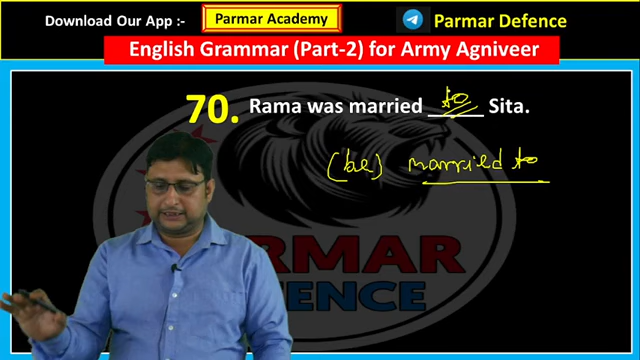 Download Our App :- Parmar Academy Parmar Defence
English Grammar (Part-2) for Army Agniveer
70. Rama was married to Sita.
(be) married to
ARMAR
ENCE